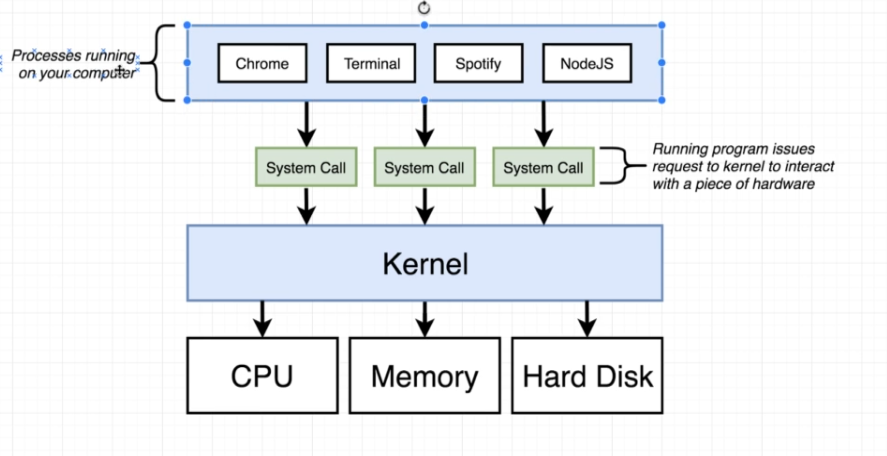 Processes running
on your computer
Chrome
Terminal
Spotify
NodeJS
System Call
System Call
System Call
Running program issues
request to kernel to interact
with a piece of hardware
Kernel
CPU
Memory
Hard Disk